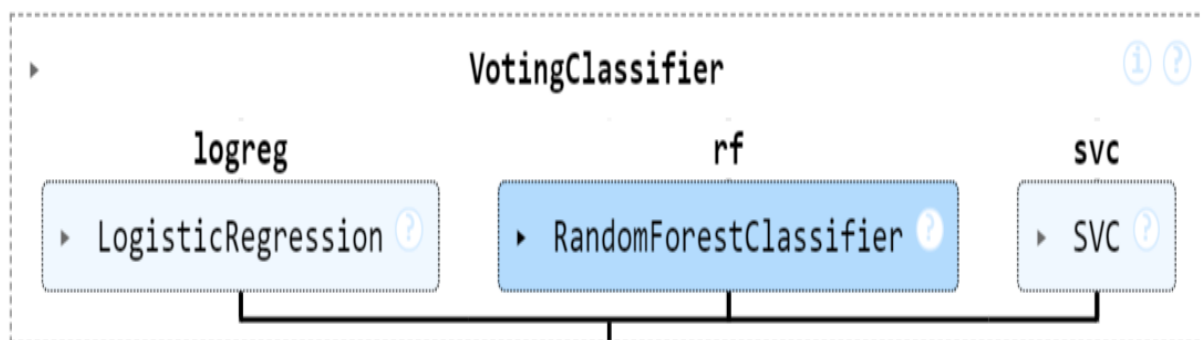 VotingClassifier
i ?
logreg rf svc
LogisticRegression ? RandomForestClassifier ? SVC ?